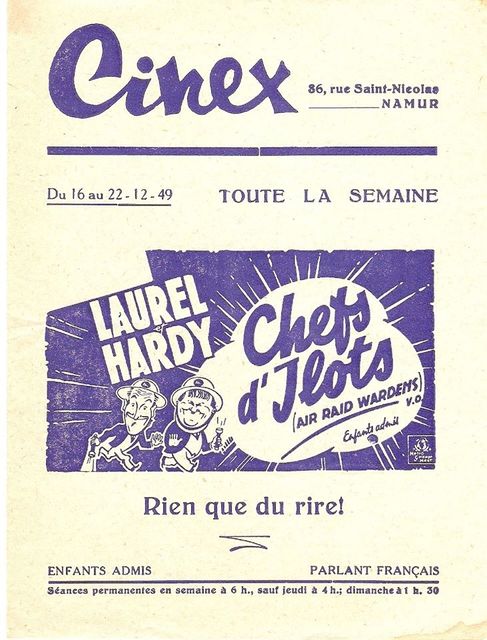 Cinex
86, rue Saint-Nicolas
NAMUR
Du 16 au 22-12-49 TOUTE LA SEMAINE
LAUREL
&
HARDY
Chefs
d'Ilots
(AIR RAID WARDENS)
V.O.
Enfants admis
Rien que du rire!
ENFANTS ADMIS PARLANT FRANÇAIS
Séances permanentes en semaine à 6 h., sauf jeudi à 4 h.; dimanche à 1 h. 30